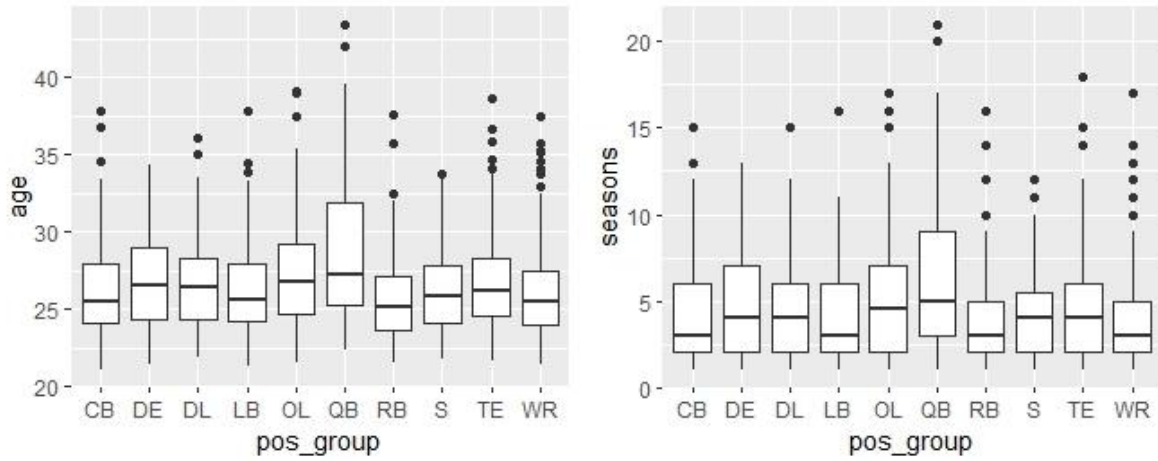 age
40
35
30
25
20
CB DE DL LB OL QB RB S TE WR
pos_group
seasons
20
15
10
5
0
CB DE DL LB OL QB RB S TE WR
pos_group